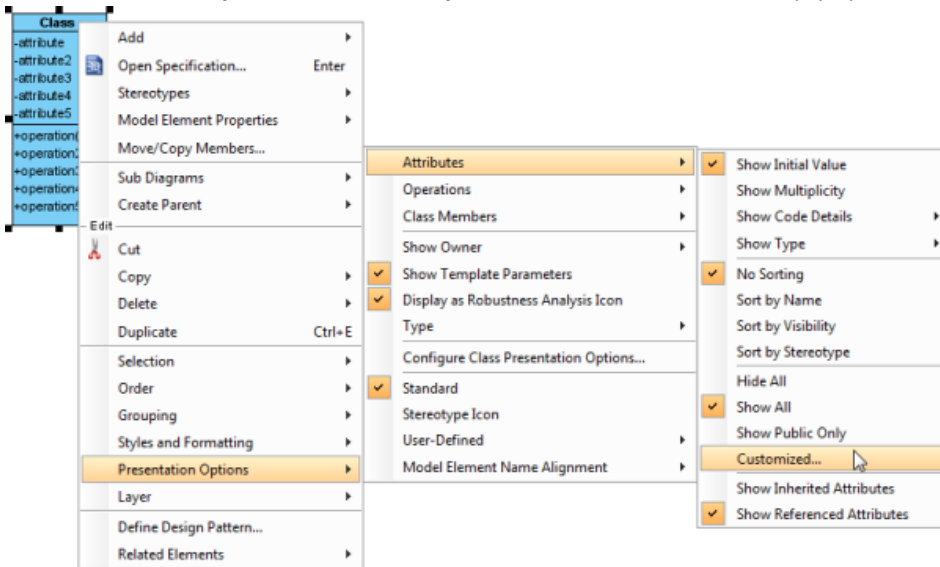 Class
-attribute
-attribute2
-attribute3
-attribute4
-attribute5
+operation(
+operation2
+operation3
+operation4
+operation5
Add
Open Specification... Enter
Stereotypes
Model Element Properties
Move/Copy Members...
Sub Diagrams
Create Parent
Edit
Cut
Copy
Delete
Duplicate Ctrl+E
Selection
Order
Grouping
Styles and Formatting
Presentation Options
Layer
Define Design Pattern...
Related Elements
Attributes
Operations
Class Members
Show Owner
Show Template Parameters
Display as Robustness Analysis Icon
Type
Configure Class Presentation Options...
Standard
Stereotype Icon
User-Defined
Model Element Name Alignment
Show Initial Value
Show Multiplicity
Show Code Details
Show Type
No Sorting
Sort by Name
Sort by Visibility
Sort by Stereotype
Hide All
Show All
Show Public Only
Customized...
Show Inherited Attributes
Show Referenced Attributes